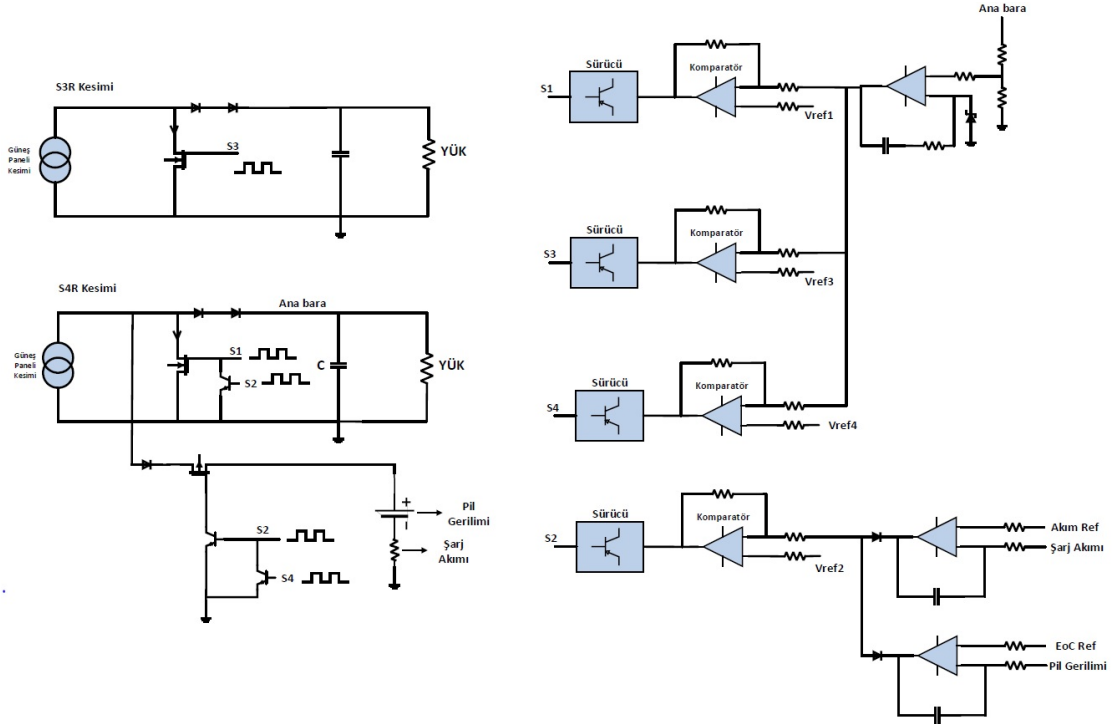 S3R Kesimi
Güneş
Paneli
Kesimi
S3
YÜK
S4R Kesimi
Ana bara
Güneş
Paneli
Kesimi
S1
S2
C
YÜK
S2
S4
+
Pil
Gerilimi
Şarj
Akımı
Ana bara
Sürücü
Komparatör
S1
Vref1
Sürücü
Komparatör
S3
Vref3
Sürücü
Komparatör
S4
Vref4
Sürücü
Komparatör
S2
Vref2
Akım Ref
Şarj Akımı
EoC Ref
Pil Gerilimi